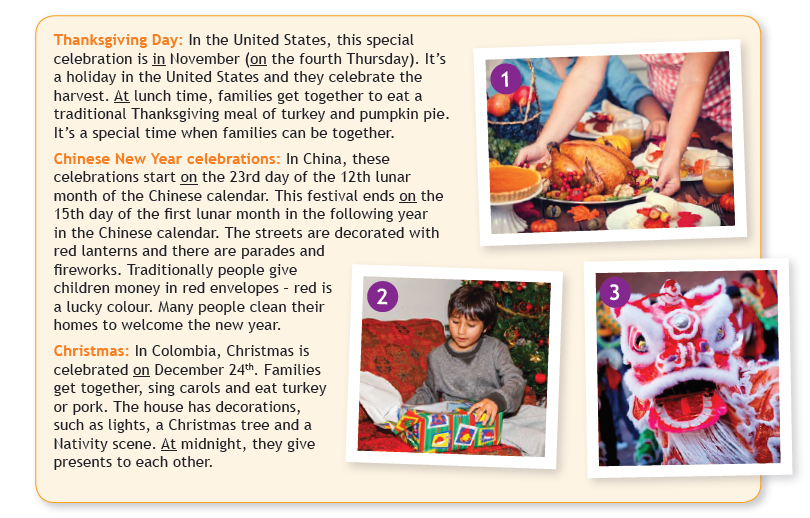 Thanksgiving Day: In the United States, this special
celebration is in November (on the fourth Thursday). It's
a holiday in the United States and they celebrate the
harvest. At lunch time, families get together to eat a
traditional Thanksgiving meal of turkey and pumpkin pie.
It's a special time when families can be together.
Chinese New Year celebrations: In China, these
celebrations start on the 23rd day of the 12th lunar
month of the Chinese calendar. This festival ends on the
15th day of the first lunar month in the following year
in the Chinese calendar. The streets are decorated with
red lanterns and there are parades and
fireworks. Traditionally people give
children money in red envelopes – red is
a lucky colour. Many people clean their
homes to welcome the new year.
Christmas: In Colombia, Christmas is
celebrated on December 24th. Families
get together, sing carols and eat turkey
or pork. The house has decorations,
such as lights, a Christmas tree and a
Nativity scene. At midnight, they give
presents to each other.
1
2
3